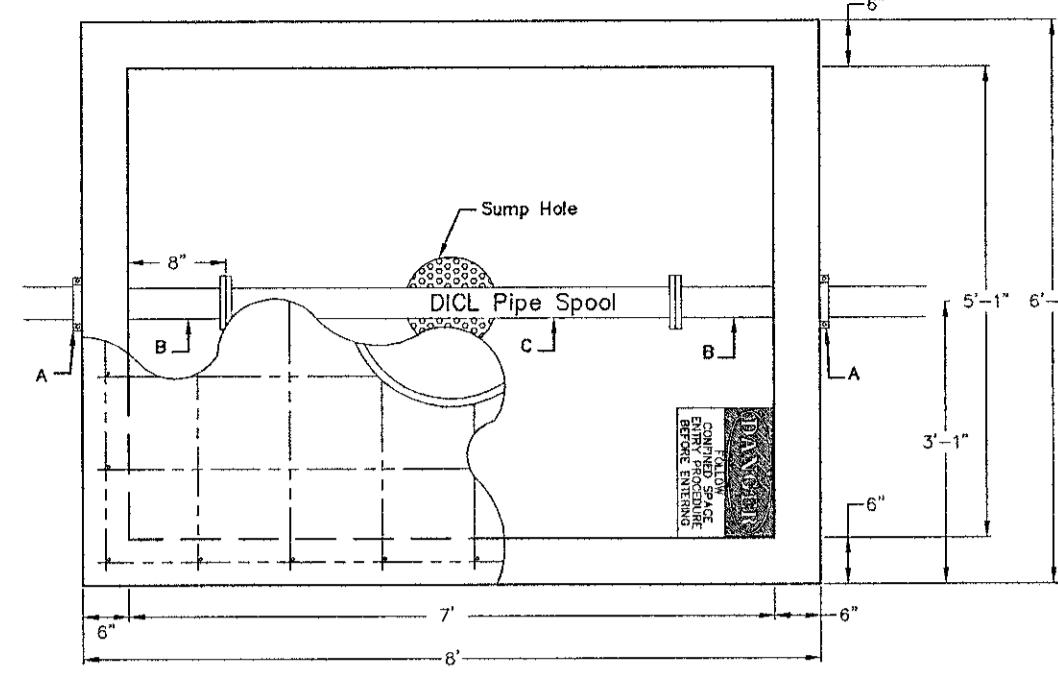 6"
Sump Hole
8"
DICL Pipe Spool
5'-1"
6'-
B
C
B
A
A
DANGER
FOLLOW
CONFINED SPACE
ENTRY PROCEDURE
BEFORE ENTERING
3'-1"
6"
6"
7'
6"
8'